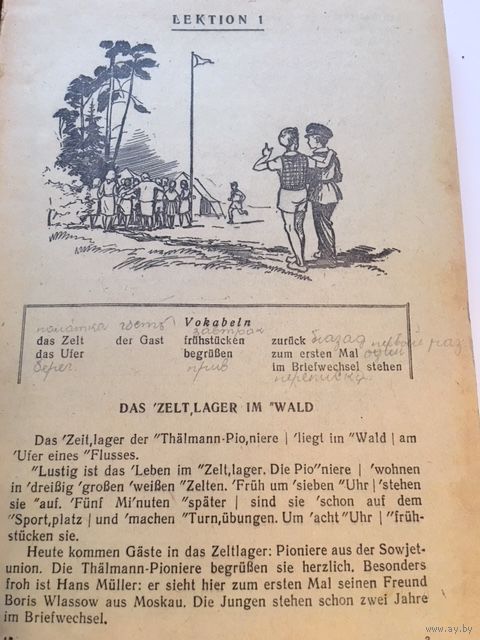 LEKTION 1
палатка гость Vokabeln
завтрак
das Zelt der Gast frühstücken zurück назад первый раз
das Ufer begrüßen zum ersten Mal
берег прив im Briefwechsel stehen
переписка
DAS 'ZELT,LAGER IM "WALD
Das 'Zelt,lager der "Thälmann-Pio,niere | 'liegt im "Wald | am
'Ufer eines "Flusses.
"Lustig ist das 'Leben im "Zelt,lager. Die Pio"niere | 'wohnen
in 'dreißig 'großen 'weißen "Zelten. 'Früh um 'sieben "Uhr | 'stehen
sie "auf. 'Fünf Mi'nuten "später | sind sie 'schon auf dem
"Sport,platz | und 'machen "Turn,übungen. Um 'acht "Uhr | "früh-
stücken sie.
Heute kommen Gäste in das Zeltlager: Pioniere aus der Sowjet-
union. Die Thälmann-Pioniere begrüßen sie herzlich. Besonders
froh ist Hans Müller: er sieht hier zum ersten Mal seinen Freund
Boris Wlassow aus Moskau. Die Jungen stehen schon zwei Jahre
im Briefwechsel.
www.ay.by